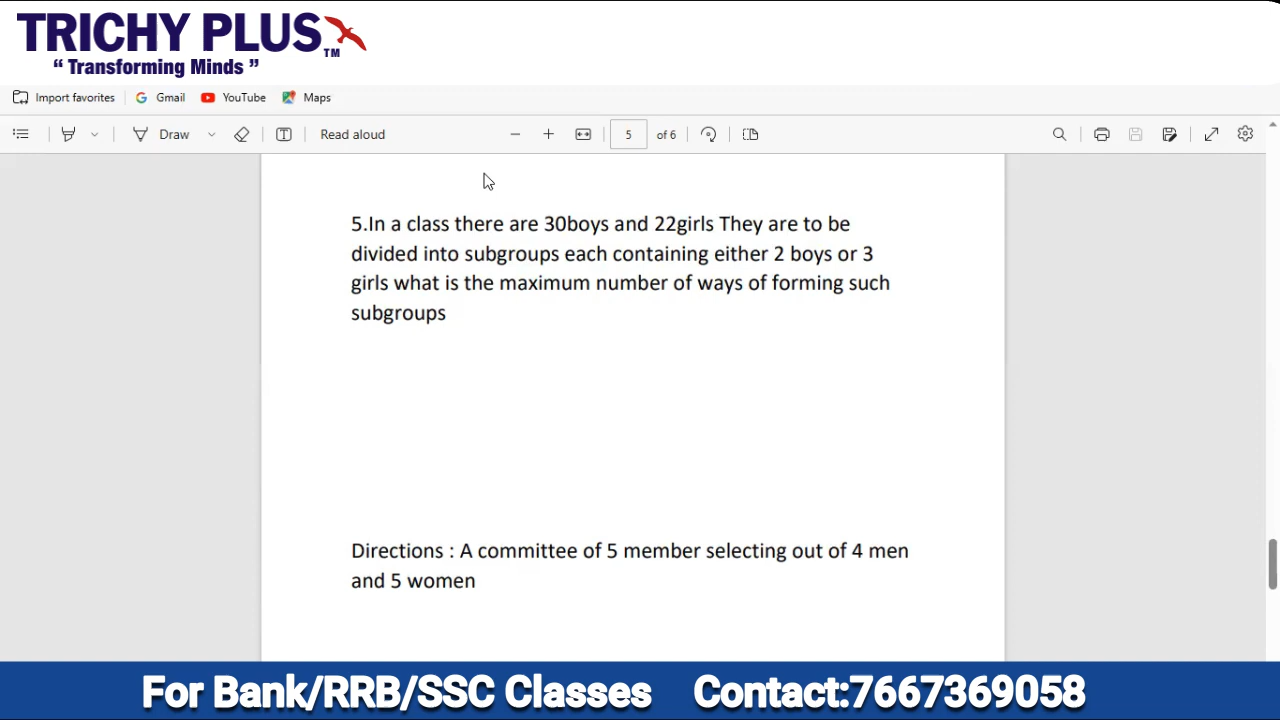 TRICHY PLUS TM
“ Transforming Minds ”
Import favorites Gmail YouTube Maps
Draw Read aloud 5 of 6
5.In a class there are 30boys and 22girls They are to be
divided into subgroups each containing either 2 boys or 3
girls what is the maximum number of ways of forming such
subgroups
Directions : A committee of 5 member selecting out of 4 men
and 5 women
For Bank/RRB/SSC Classes Contact:7667369058